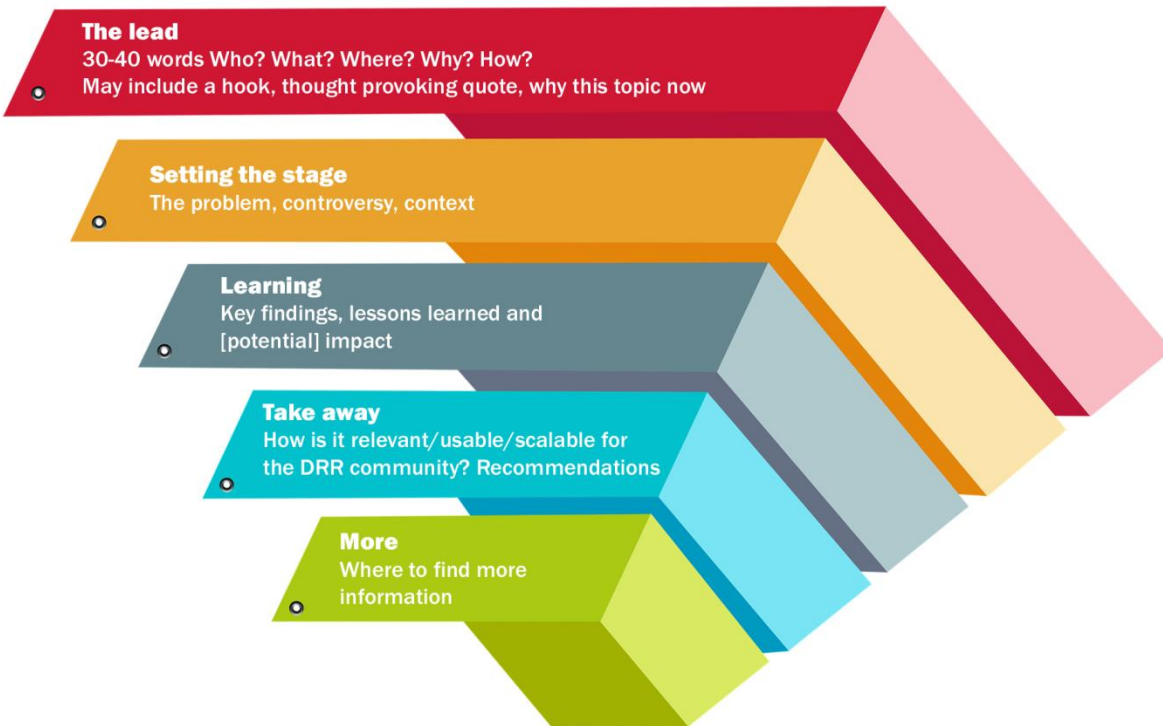 The lead
30-40 words Who? What? Where? Why? How?
May include a hook, thought provoking quote, why this topic now
Setting the stage
The problem, controversy, context
Learning
Key findings, lessons learned and
[potential] impact
Take away
How is it relevant/usable/scalable for
the DRR community? Recommendations
More
Where to find more
information